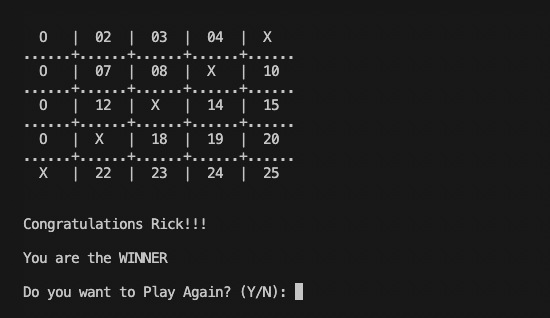 O | 02 | 03 | 04 | X
......+......+......+......+......
O | 07 | 08 | X | 10
......+......+......+......+......
O | 12 | X | 14 | 15
......+......+......+......+......
O | X | 18 | 19 | 20
......+......+......+......+......
X | 22 | 23 | 24 | 25
Congratulations Rick!!!
You are the WINNER
Do you want to Play Again? (Y/N):